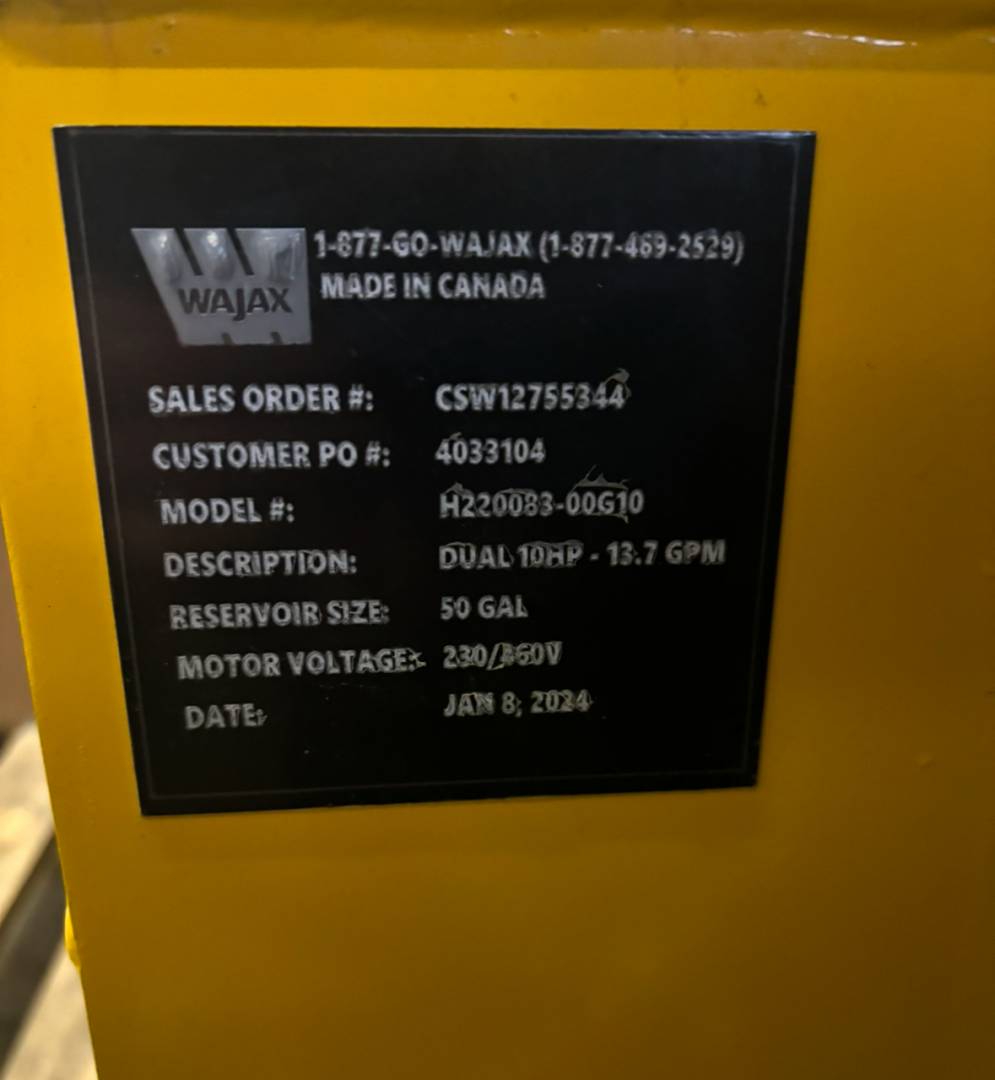 1-877-GO-WAJAX (1-877-469-2529)
WAJAX MADE IN CANADA
SALES ORDER #: CSW12755344
CUSTOMER PO #: 4033104
MODEL #: H220083-00G10
DESCRIPTION: DUAL 10HP - 13.7 GPM
RESERVOIR SIZE: 50 GAL
MOTOR VOLTAGE: 230/460V
DATE: JAN 8, 2024